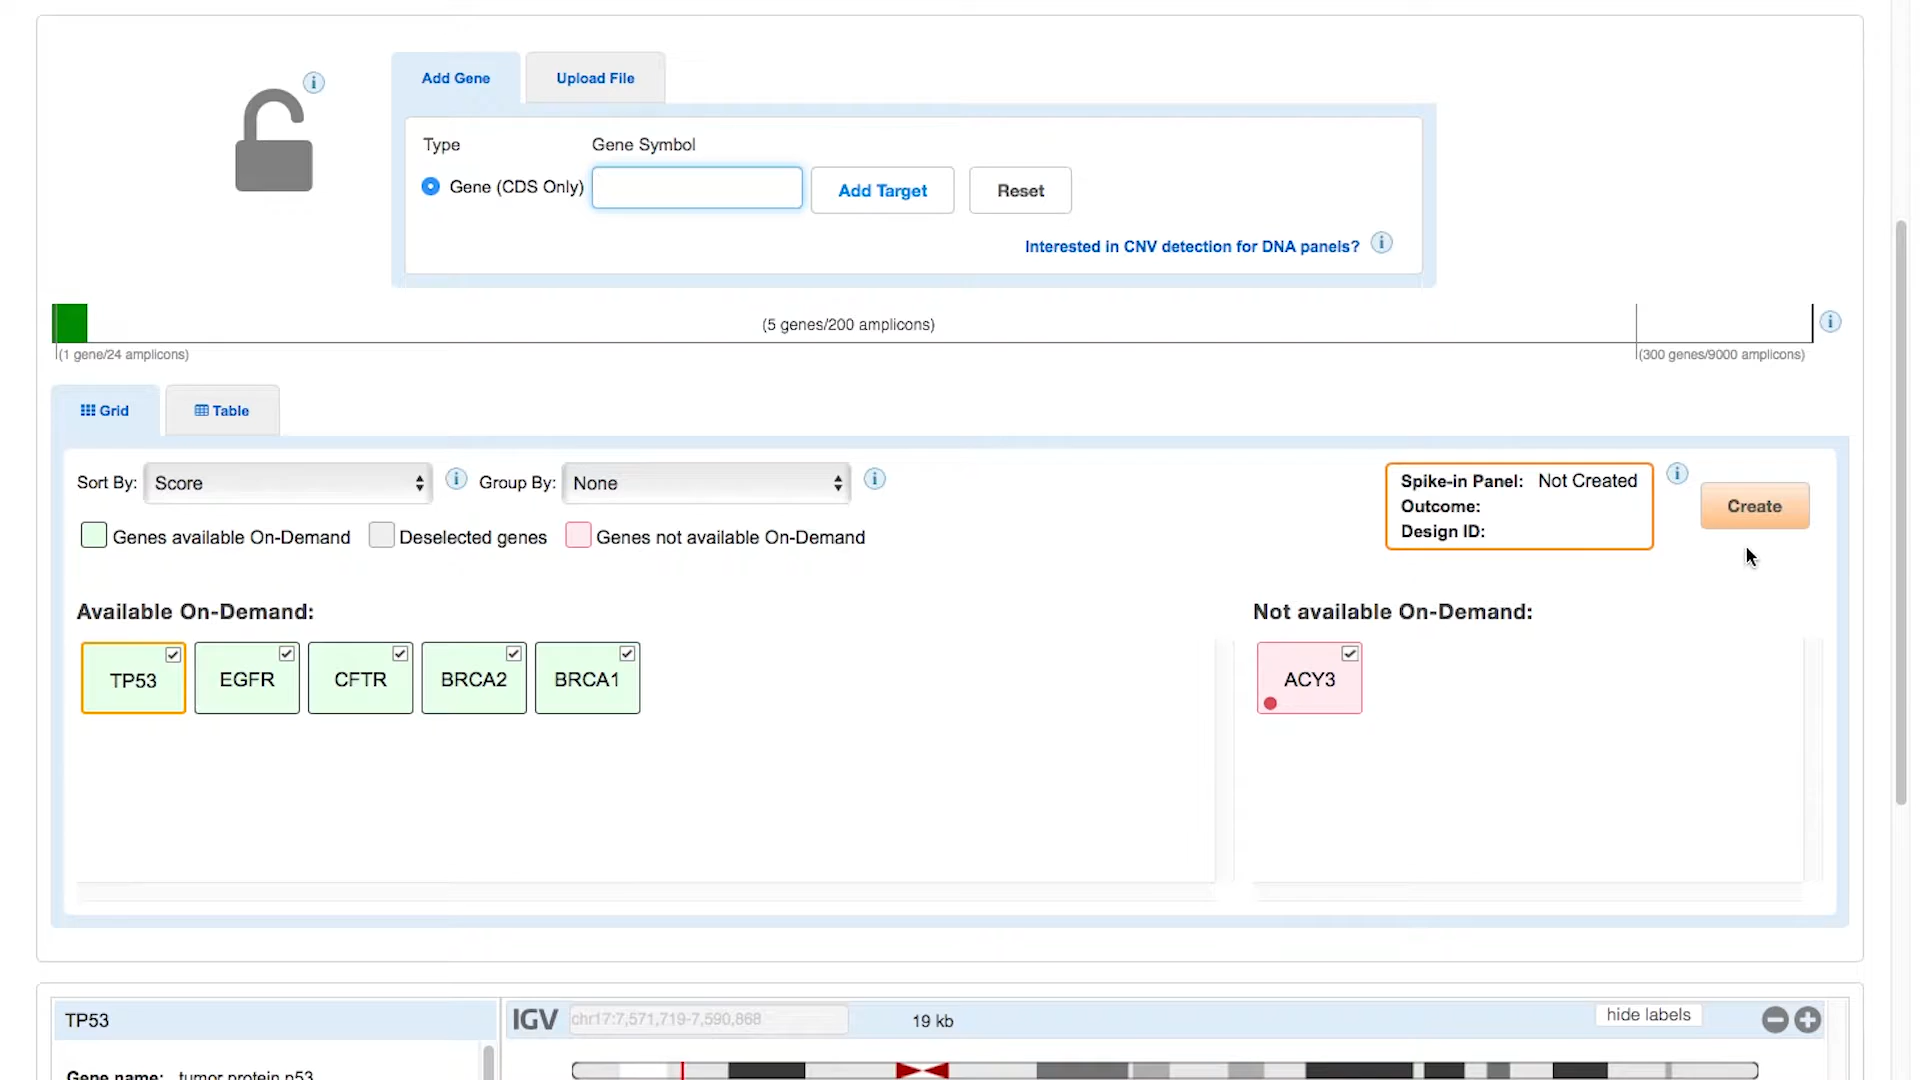 Add Gene
Upload File
Type
Gene Symbol
Gene (CDS Only)
Add Target
Reset
Interested in CNV detection for DNA panels?
(5 genes/200 amplicons)
(1 gene/24 amplicons)
(300 genes/9000 amplicons)
Grid
Table
Sort By: Score
Group By: None
Spike-in Panel: Not Created
Outcome:
Design ID:
Create
Genes available On-Demand
Deselected genes
Genes not available On-Demand
Available On-Demand:
Not available On-Demand:
TP53
EGFR
CFTR
BRCA2
BRCA1
ACY3
TP53
IGV
chr17:7,571,719-7,590,868
19 kb
hide labels
Gene name: tumor protein p53